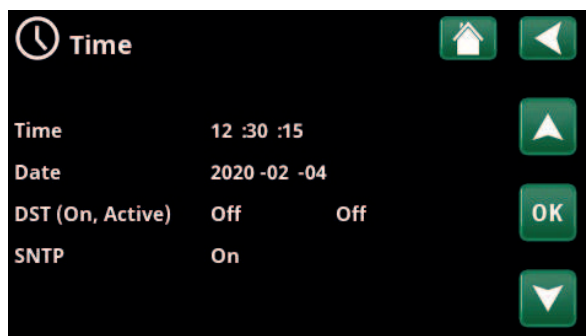 Time
Time 12 :30 :15
Date 2020 -02 -04
DST (On, Active) Off Off
OK
SNTP On